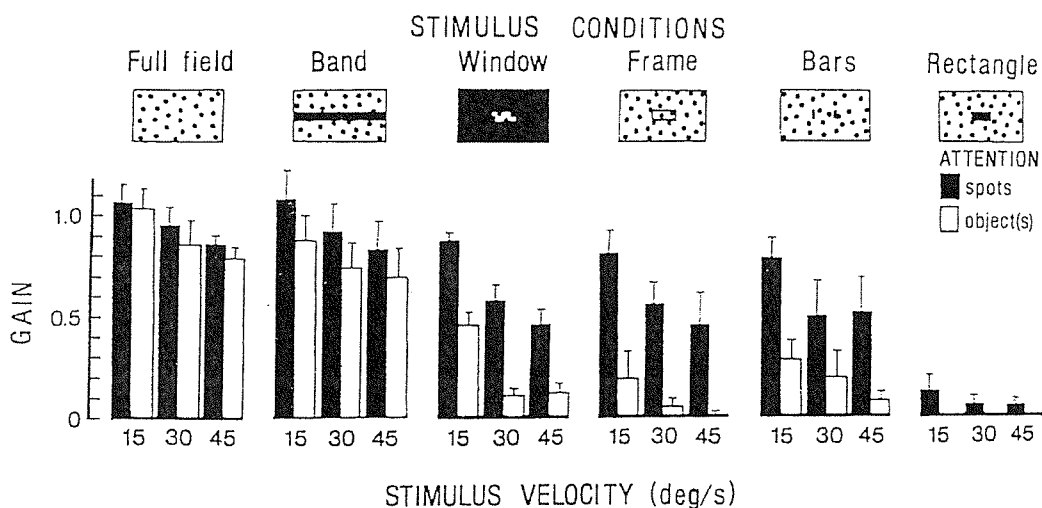 STIMULUS CONDITIONS
Full field Band Window Frame Bars Rectangle
ATTENTION
spots
object(s)
GAIN
1.0
0.5
0
15 30 45 15 30 45 15 30 45 15 30 45 15 30 45 15 30 45
STIMULUS VELOCITY (deg/s)